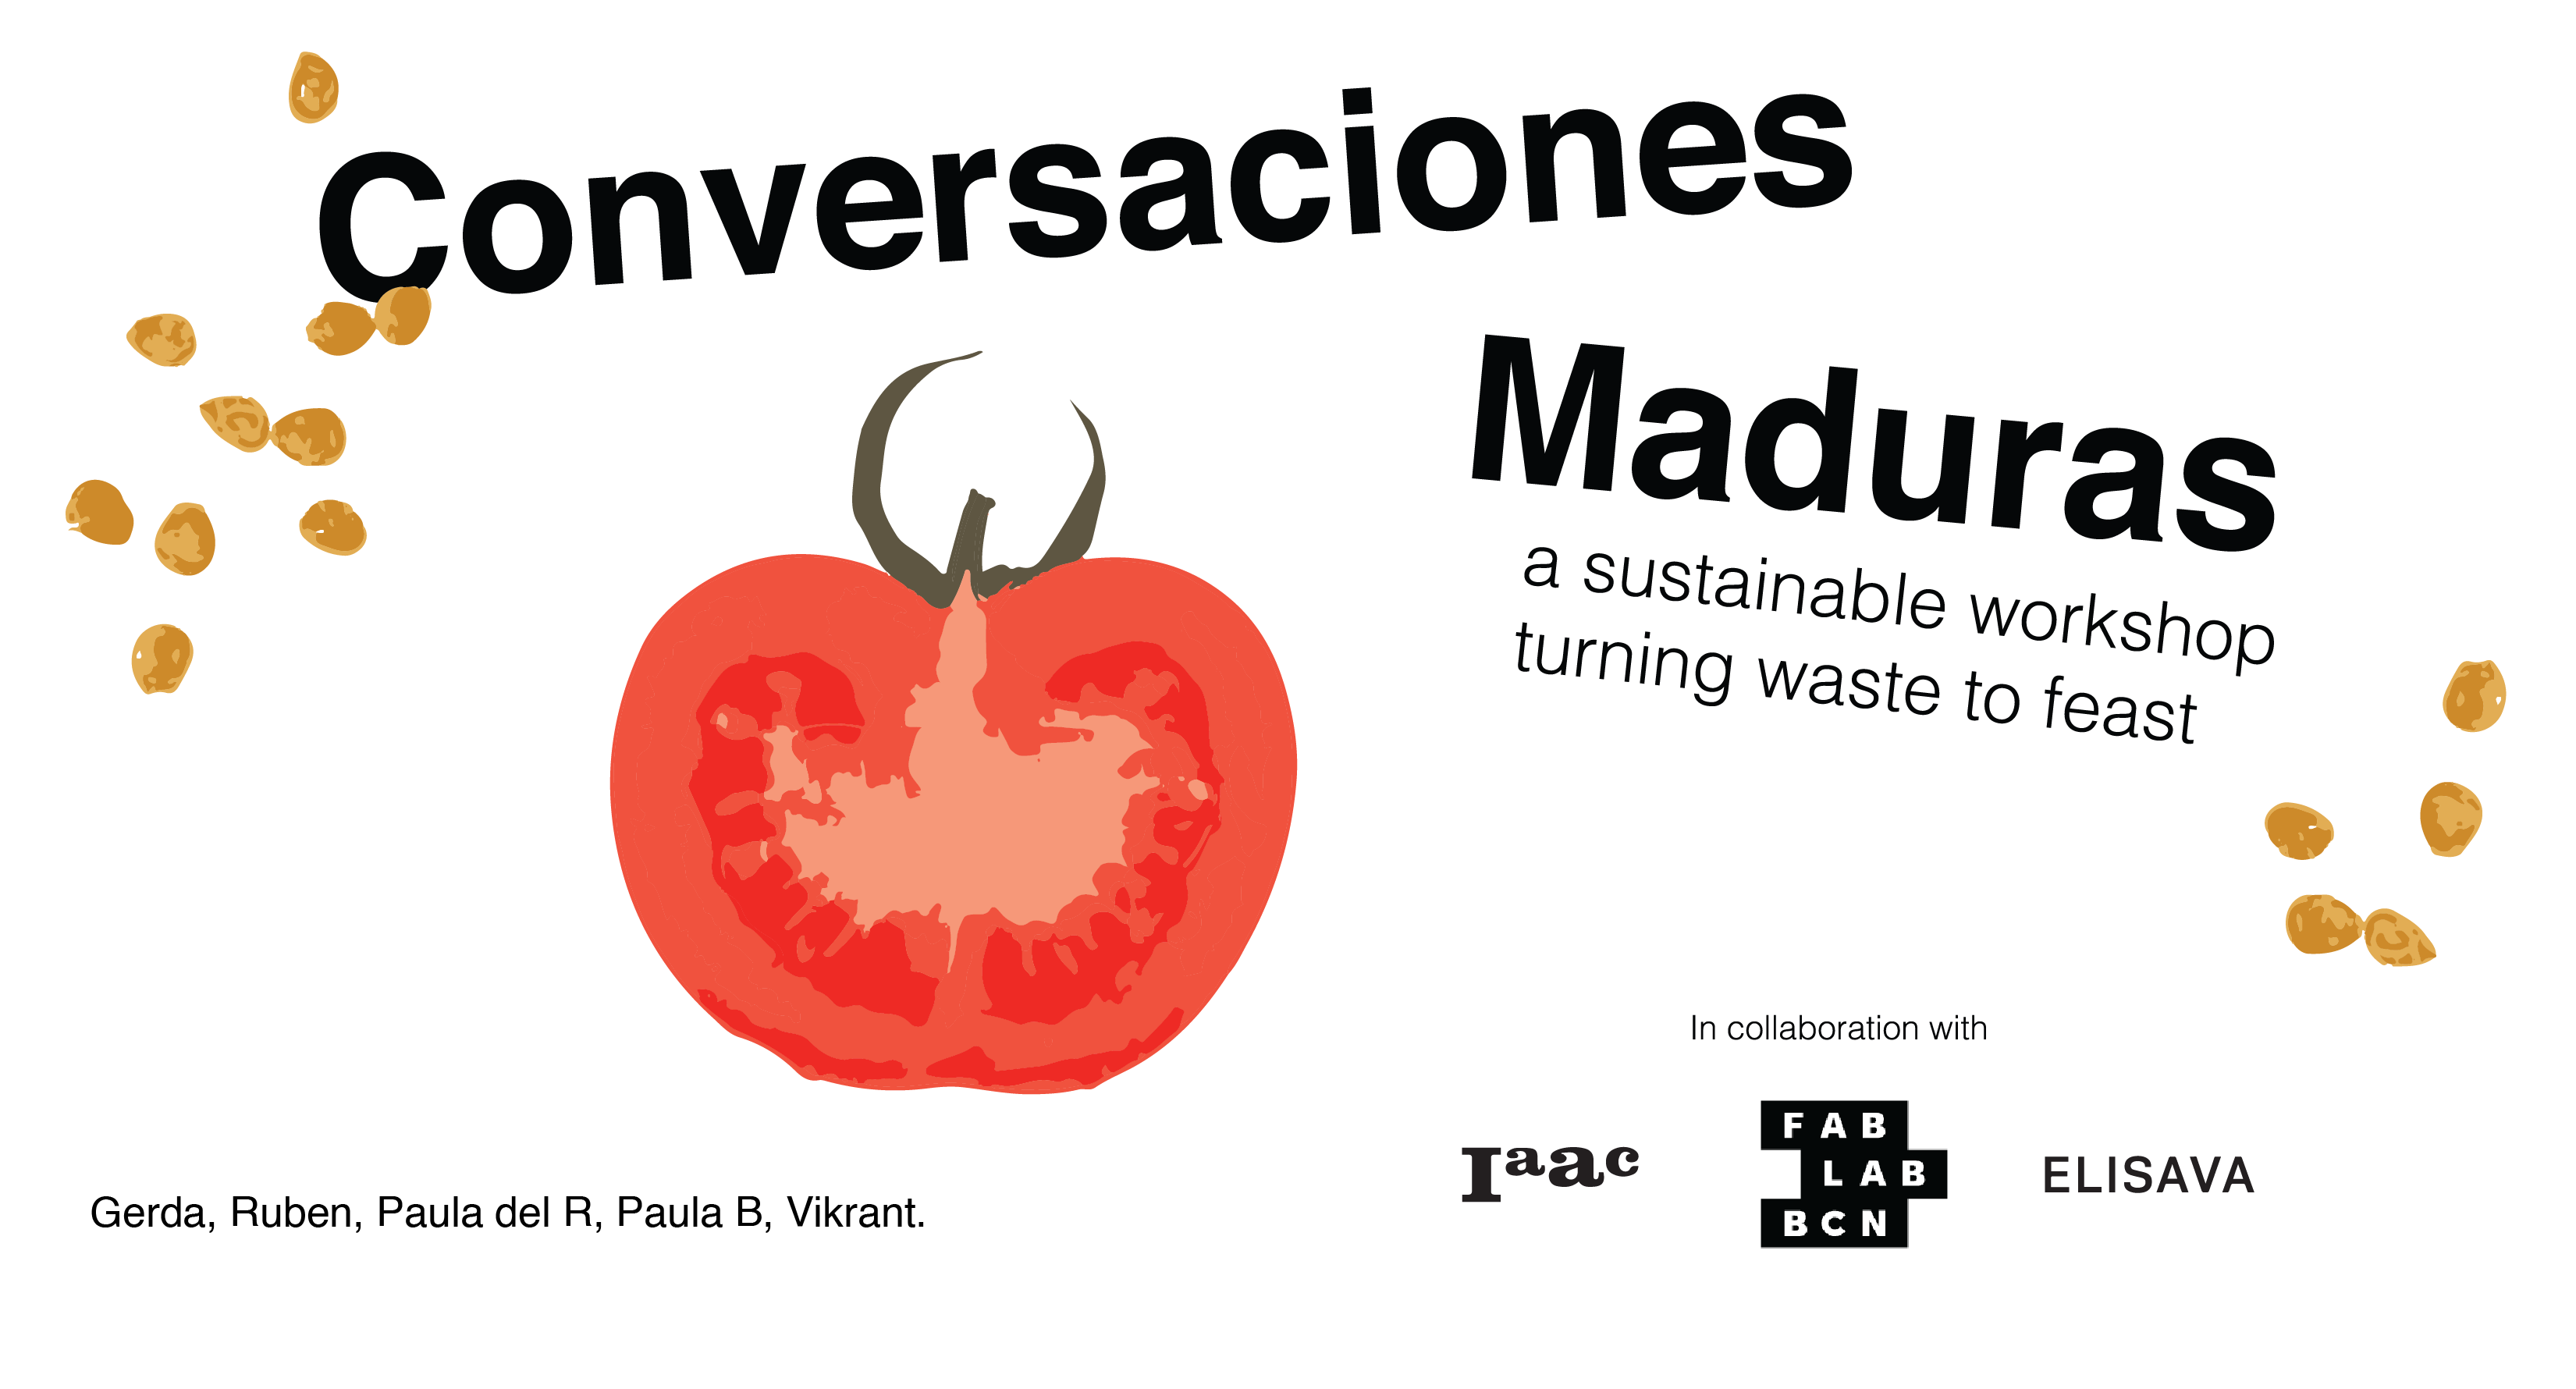 Conversaciones
Maduras
a sustainable workshop
turning waste to feast
In collaboration with
Iaac
FAB
LAB
BCN
ELISAVA
Gerda, Ruben, Paula del R, Paula B, Vikrant.